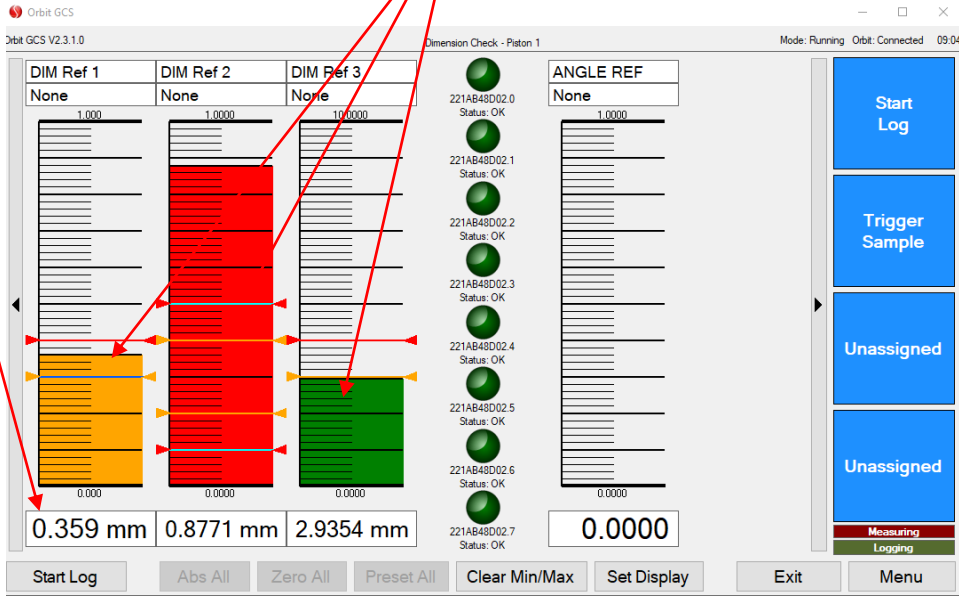 Orbit GCS
Orbit GCS V2.3.1.0
Dimension Check - Piston 1
Mode: Running Orbit: Connected 09:04
DIM Ref 1
None
1.000
0.000
0.359 mm
DIM Ref 2
None
1.0000
0.0000
0.8771 mm
DIM Ref 3
None
10.0000
0.0000
2.9354 mm
221AB48D02.0
Status: OK
221AB48D02.1
Status: OK
221AB48D02.2
Status: OK
221AB48D02.3
Status: OK
221AB48D02.4
Status: OK
221AB48D02.5
Status: OK
221AB48D02.6
Status: OK
221AB48D02.7
Status: OK
ANGLE REF
None
1.0000
0.0000
0.0000
Start
Log
Trigger
Sample
Unassigned
Unassigned
Measuring
Logging
Start Log
Abs All
Zero All
Preset All
Clear Min/Max
Set Display
Exit
Menu